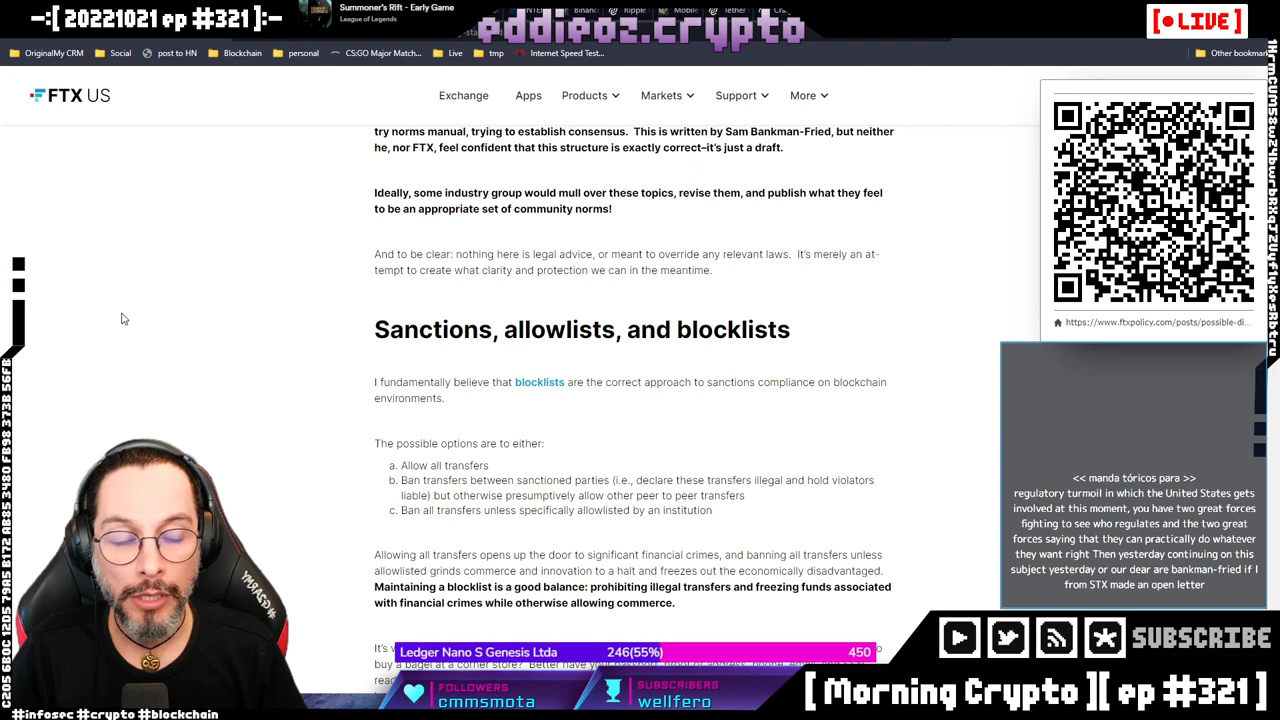 -:[ 20221021 ep #321 ]:-
Summoner's Rift - Early Game
League of Legends
Ripple
Mobile
Tether
eddieoz.crypto
[ ● LIVE ]
OriginalMy CRM
Social
post to HN
Blockchain
personal
CS:GO Major Match...
Live
tmp
Internet Speed Test...
Other bookmar
FTX US
Exchange
Apps
Products
Markets
Support
More
try norms manual, trying to establish consensus. This is written by Sam Bankman-Fried, but neither
he, nor FTX, feel confident that this structure is exactly correct–it's just a draft.
Ideally, some industry group would mull over these topics, revise them, and publish what they feel
to be an appropriate set of community norms!
And to be clear: nothing here is legal advice, or meant to override any relevant laws. It's merely an at-
tempt to create what clarity and protection we can in the meantime.
Sanctions, allowlists, and blocklists
I fundamentally believe that blocklists are the correct approach to sanctions compliance on blockchain
environments.
The possible options are to either:
a. Allow all transfers
b. Ban transfers between sanctioned parties (i.e., declare these transfers illegal and hold violators
liable) but otherwise presumptively allow other peer to peer transfers
c. Ban all transfers unless specifically allowlisted by an institution
Allowing all transfers opens up the door to significant financial crimes, and banning all transfers unless
allowlisted grinds commerce and innovation to a halt and freezes out the economically disadvantaged.
Maintaining a blocklist is a good balance: prohibiting illegal transfers and freezing funds associated
with financial crimes while otherwise allowing commerce.
https://www.ftxpolicy.com/posts/possible-di...
<< manda tóricos para >>
regulatory turmoil in which the United States gets
involved at this moment, you have two great forces
fighting to see who regulates and the two great
forces saying that they can practically do whatever
they want right Then yesterday continuing on this
subject yesterday or our dear are bankman-fried if I
from STX made an open letter
Ledger Nano S Genesis Ltda
246(55%)
450
FOLLOWERS
cmmsmota
SUBSCRIBERS
wellfero
SUBSCRIBE
[ Morning Crypto ][ ep #321 ]
#infosec #crypto #blockchain